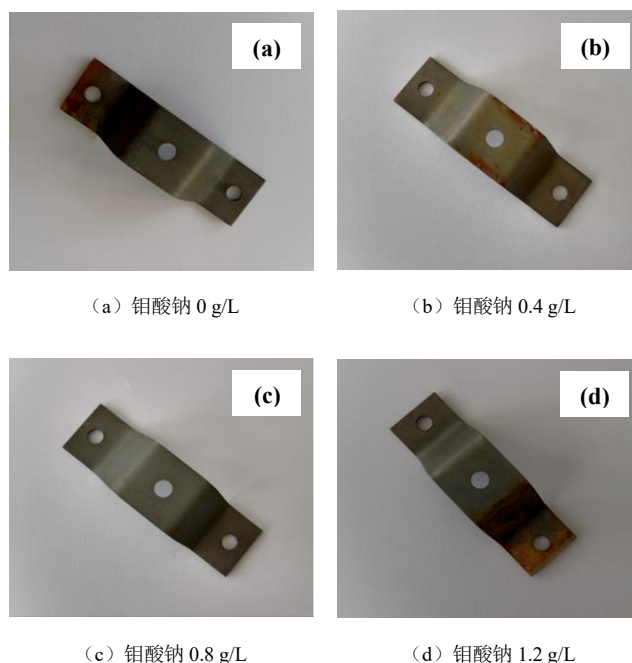 (a)
(b)
（a）钼酸钠 0 g/L
（b）钼酸钠 0.4 g/L
(c)
(d)
（c）钼酸钠 0.8 g/L
（d）钼酸钠 1.2 g/L